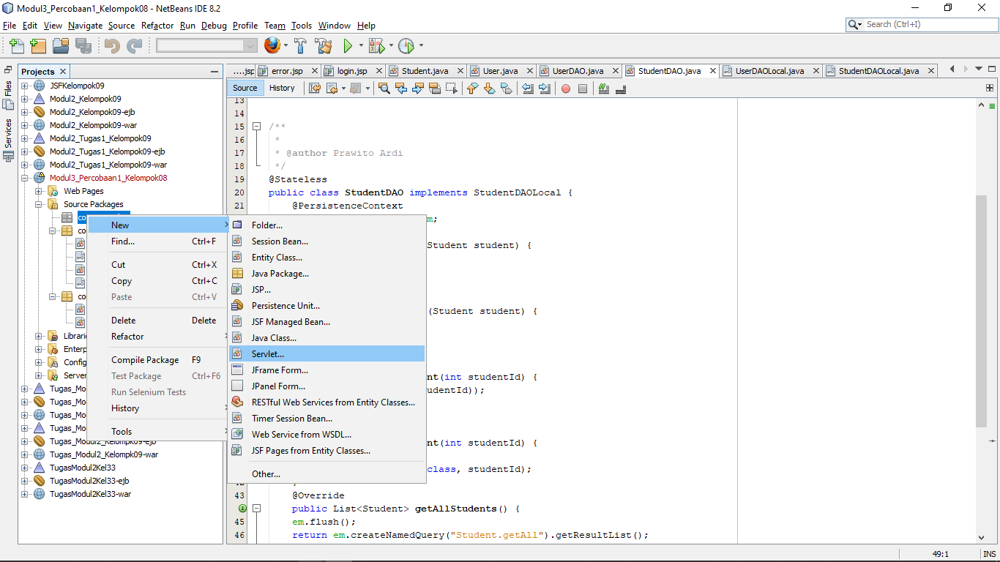 Modul3_Percobaan1_Kelompok08 - NetBeans IDE 8.2
File Edit View Navigate Source Refactor Run Debug Profile Team Tools Window Help
Search (Ctrl+I)
Projects
Files
Services
JSFKelompok09
Modul2_Kelompok09
Modul2_Kelompok09-ejb
Modul2_Kelompok09-war
Modul2_Tugas1_Kelompok09
Modul2_Tugas1_Kelompok09-ejb
Modul2_Tugas1_Kelompok09-war
Modul3_Percobaan1_Kelompok08
Web Pages
Source Packages
co
co
co
Librari
Enterp
Config
Server
Tugas_Mo
Tugas_Mo
Tugas_Mo
Tugas_Mo
Tugas_Modul2_Kelempok09-ejb
Tugas_Modul2_Kelompk09-war
TugasModul2Kel33
TugasModul2Kel33-ejb
TugasModul2Kel33-war
New
Find... Ctrl+F
Cut Ctrl+X
Copy Ctrl+C
Paste Ctrl+V
Delete Delete
Refactor
Compile Package F9
Test Package Ctrl+F6
Run Selenium Tests
History
Tools
Folder...
Session Bean...
Entity Class...
Java Package...
JSP...
Persistence Unit...
JSF Managed Bean...
Java Class...
Servlet...
JFrame Form...
JPanel Form...
RESTful Web Services from Entity Classes...
Timer Session Bean...
Web Service from WSDL...
JSF Pages from Entity Classes...
Other...
....jsp error.jsp login.jsp Student.java User.java UserDAO.java StudentDAO.java UserDAOLocal.java StudentDAOLocal.java
Source History
13
14
15 /**
16 *
17 * @author Prawito Ardi
18 */
19 @Stateless
20 public class StudentDAO implements StudentDAOLocal {
21 @PersistenceContext
m;
Student student) {
(Student student) {
nt(int studentId) {
udentId));
nt(int studentId) {
class, studentId);
43 @Override
public List<Student> getAllStudents() {
45 em.flush();
46 return em.createNamedQuery("Student.getAll").getResultList();
49:1 INS